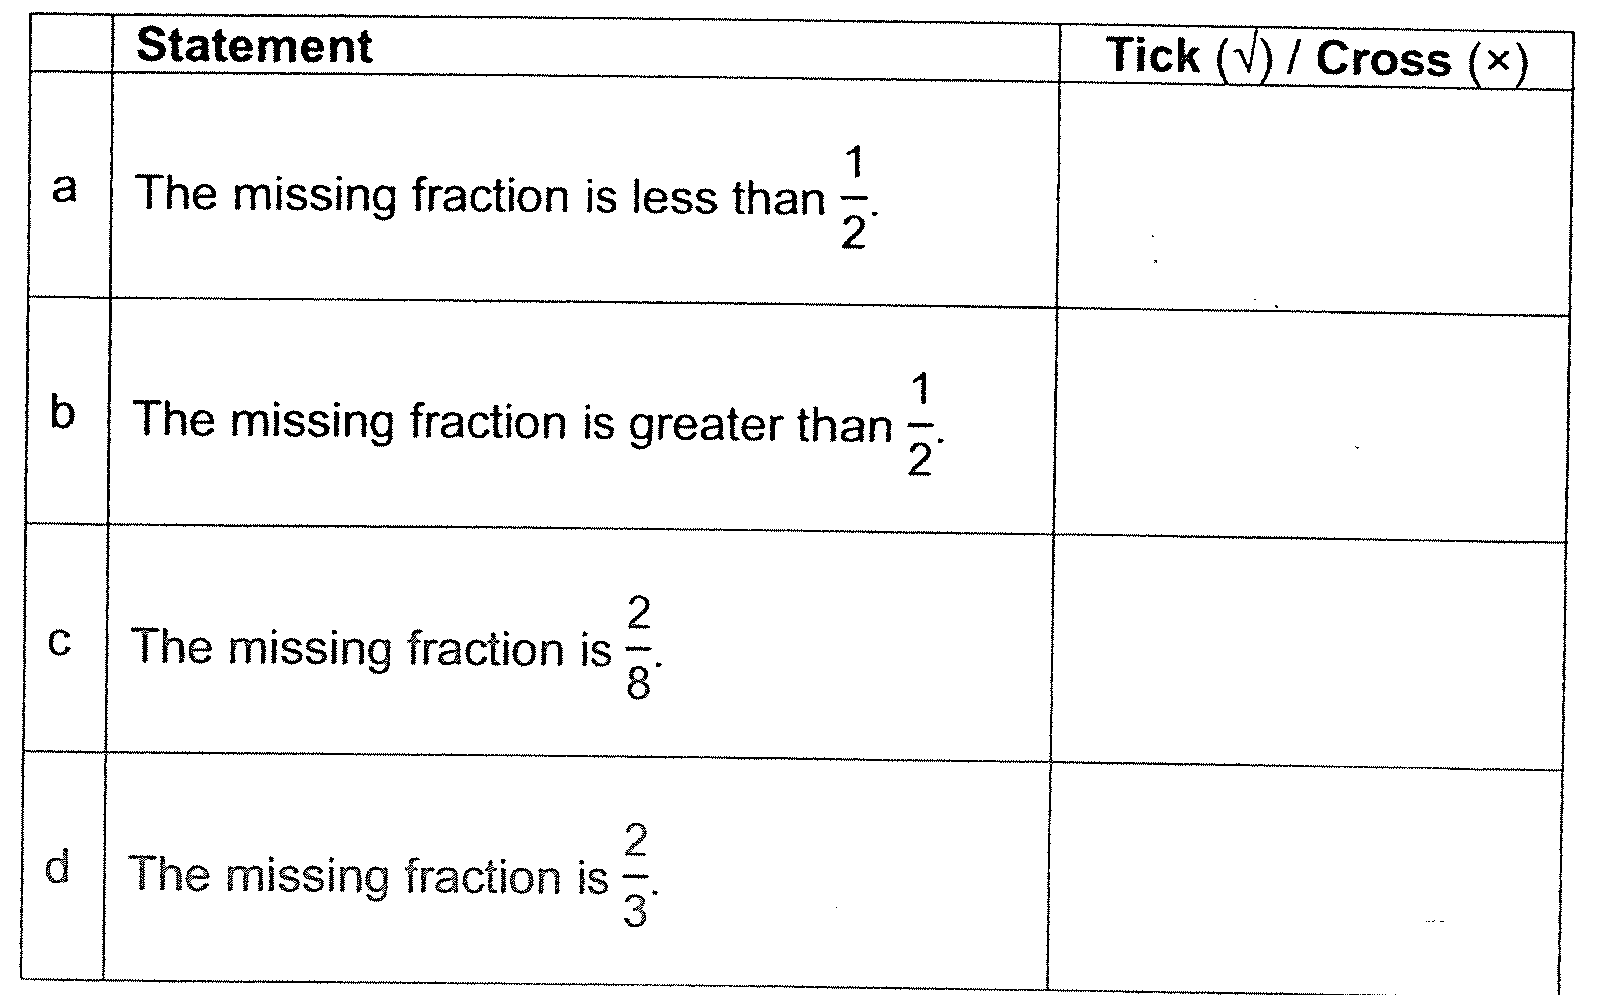 Statement Tick (√) / Cross (×)
a The missing fraction is less than 1/2.
b The missing fraction is greater than 1/2.
c The missing fraction is 2/8.
d The missing fraction is 2/3.